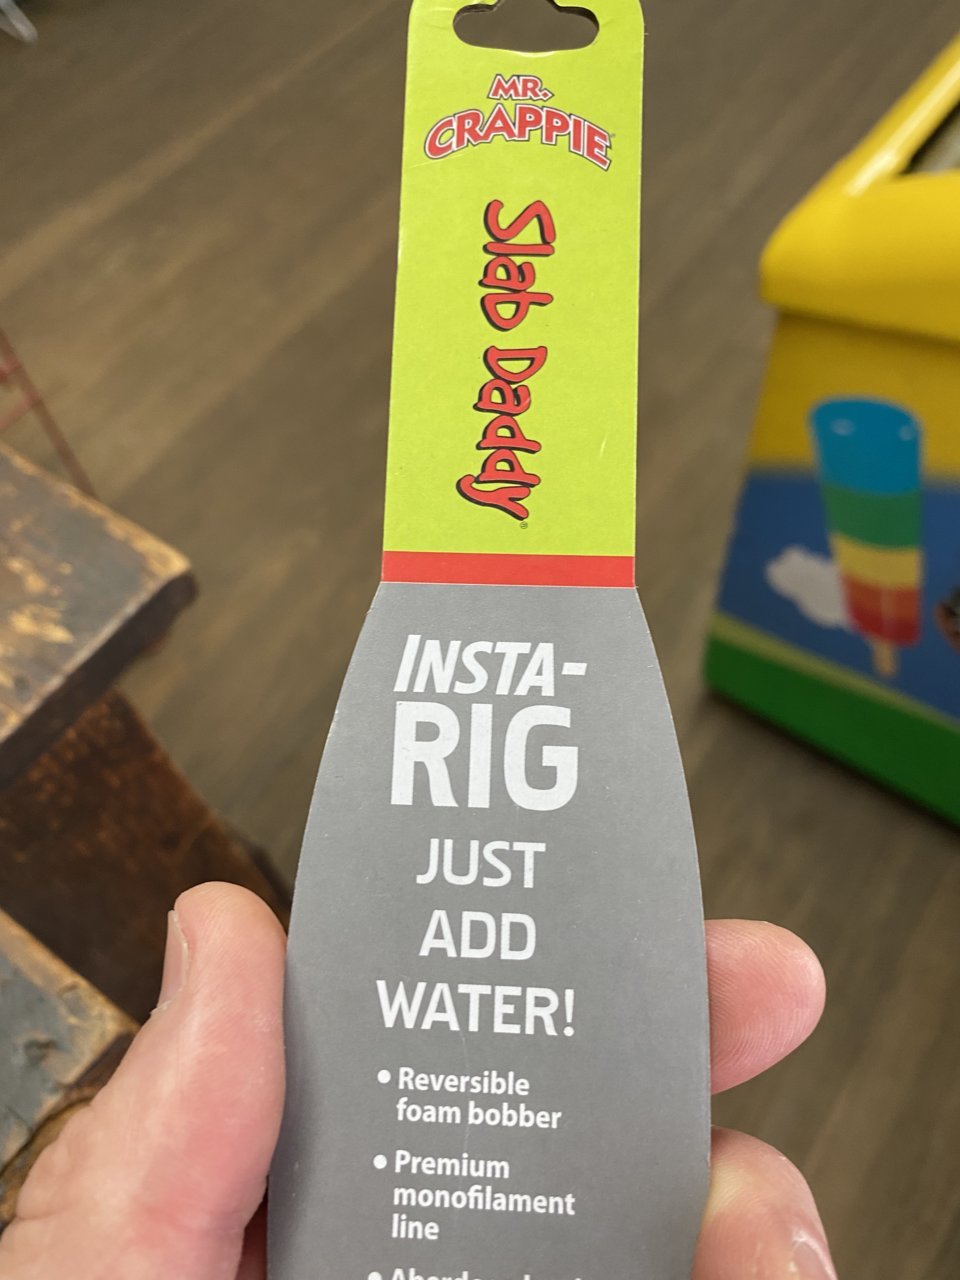 MR.
CRAPPIE
Slab Daddy®
INSTA-
RIG
JUST
ADD
WATER!
• Reversible
foam bobber
• Premium
monofilament
line